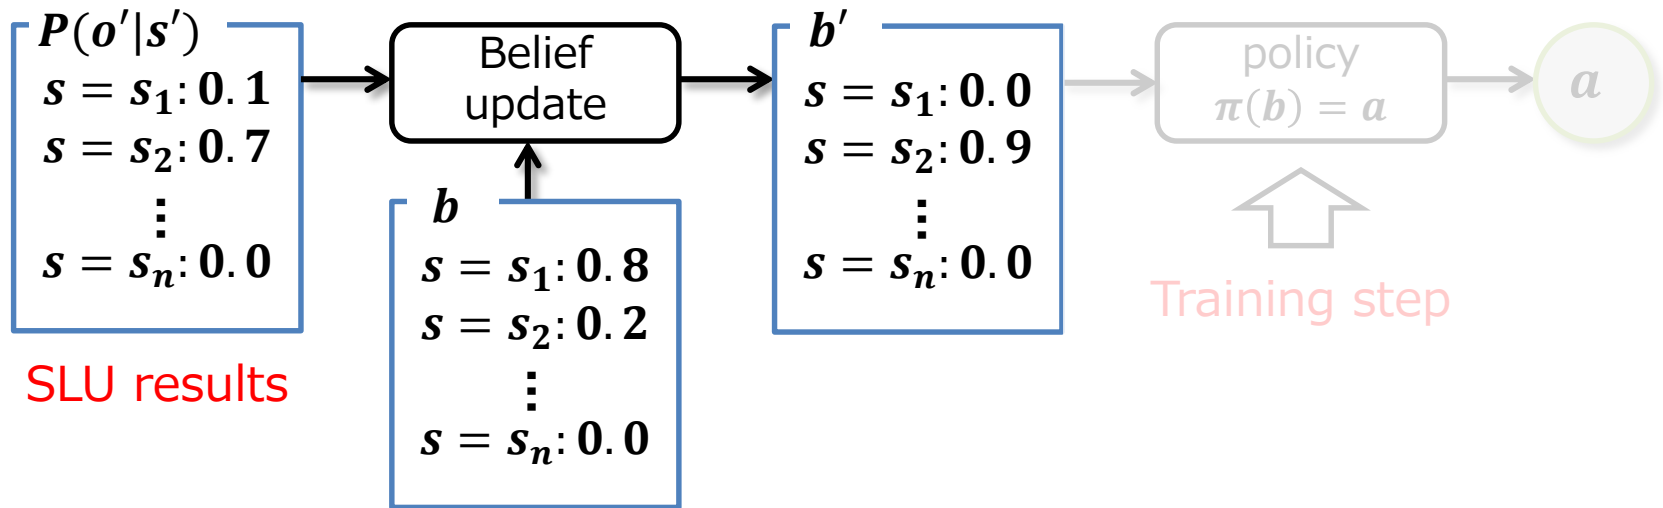 P(o'|s')
s = s₁: 0.1
s = s₂: 0.7
⋮
s = sₙ: 0.0
SLU results
Belief
update
b
s = s₁: 0.8
s = s₂: 0.2
⋮
s = sₙ: 0.0
b'
s = s₁: 0.0
s = s₂: 0.9
⋮
s = sₙ: 0.0
policy
π(b) = a
Training step
a